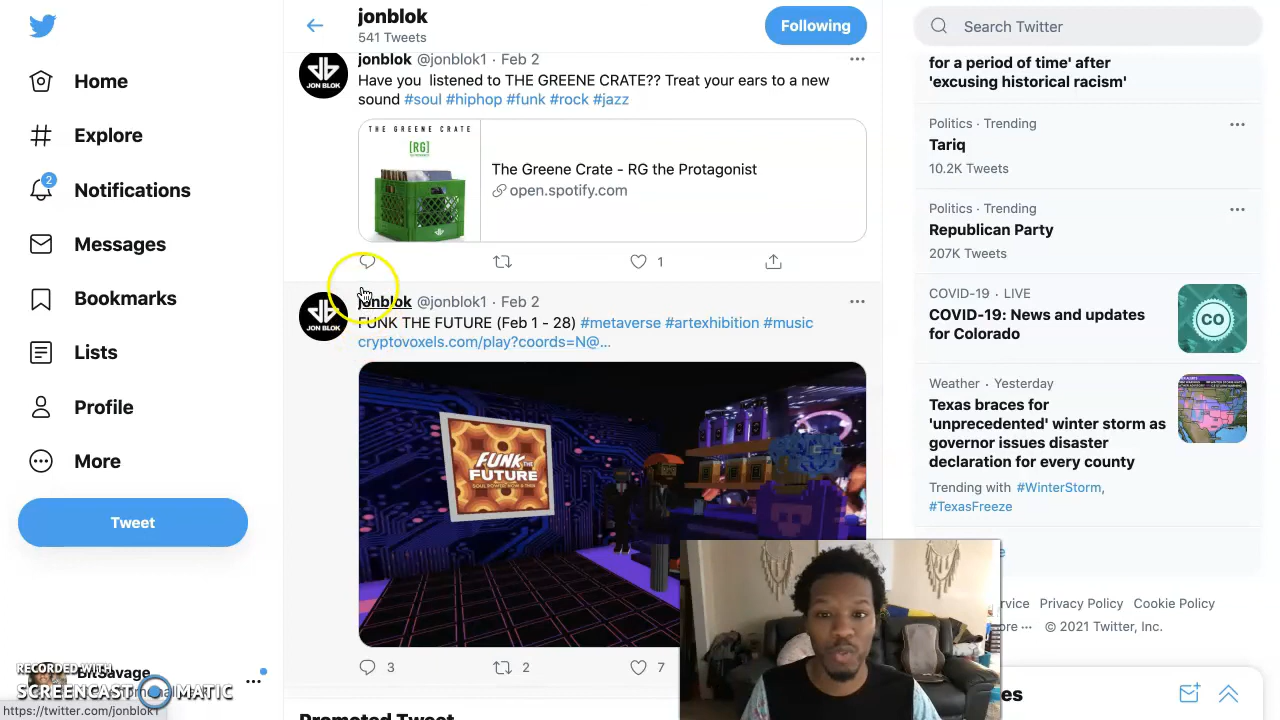 jonblok
541 Tweets
Following
Search Twitter
Home
Explore
2
Notifications
Messages
Bookmarks
Lists
Profile
More
Tweet
jonblok @jonblok1 · Feb 2
Have you listened to THE GREENE CRATE?? Treat your ears to a new
sound #soul #hiphop #funk #rock #jazz
THE GREENE CRATE
[RG]
JON BLOK
The Greene Crate - RG the Protagonist
open.spotify.com
1
jonblok @jonblok1 · Feb 2
JON BLOK
FUNK THE FUTURE (Feb 1 - 28) #metaverse #artexhibition #music
cryptovoxels.com/play?coords=N@...
FUNK THE
FUTURE
3
2
7
Promoted Tweet
for a period of time' after
'excusing historical racism'
Politics · Trending
Tariq
10.2K Tweets
Politics · Trending
Republican Party
207K Tweets
COVID-19 · LIVE
COVID-19: News and updates
for Colorado
CO
Weather · Yesterday
Texas braces for
'unprecedented' winter storm as
governor issues disaster
declaration for every county
Trending with #WinterStorm,
#TexasFreeze
Privacy Policy Cookie Policy
© 2021 Twitter, Inc.
RECORDED WITH
SCREENCAST MATIC
BitSavage
https://twitter.com/jonblok1